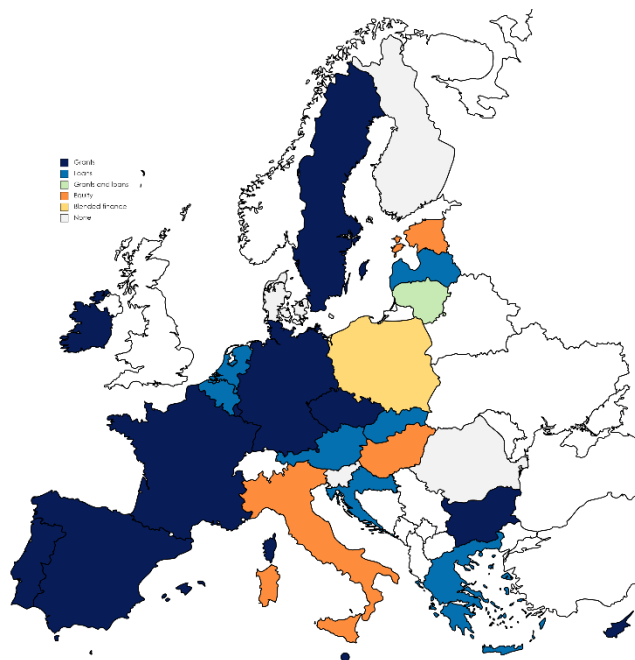 Grants
Loans
Grants and loans
Equity
Blended finance
None